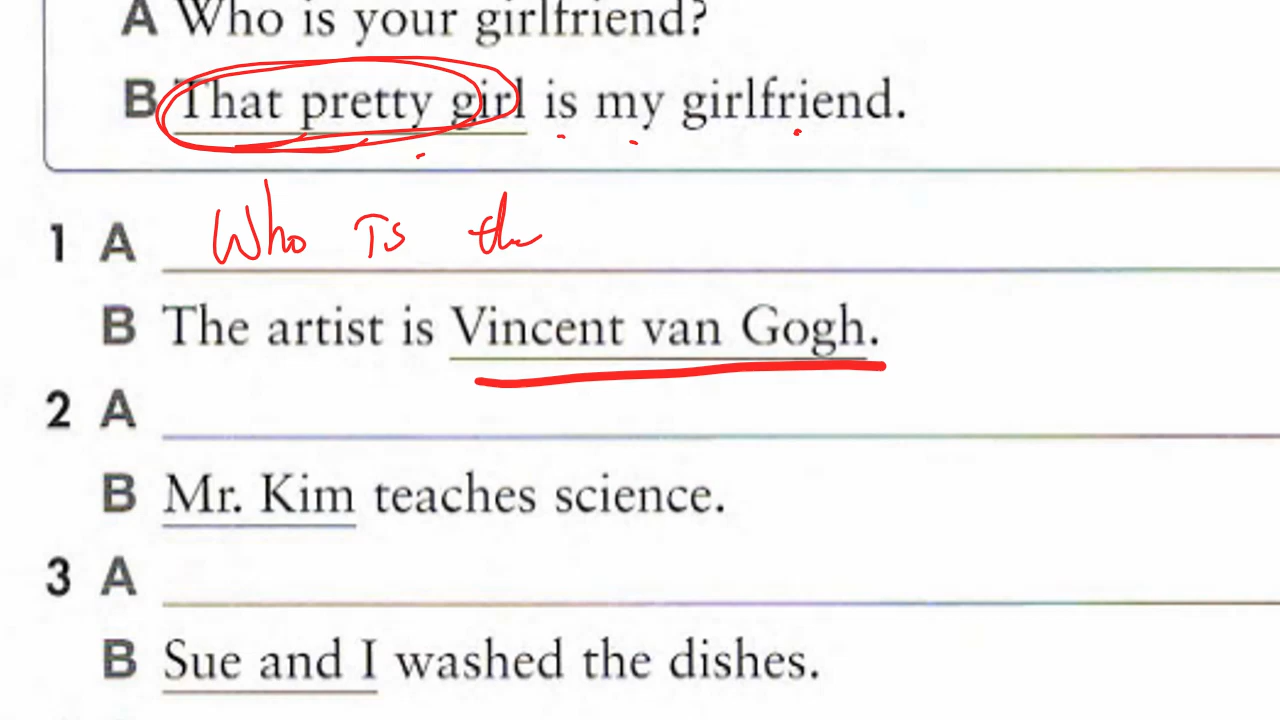 A Who is your girlfriend?
B That pretty girl is my girlfriend.
1 A Who is the
B The artist is Vincent van Gogh.
2 A
B Mr. Kim teaches science.
3 A
B Sue and I washed the dishes.